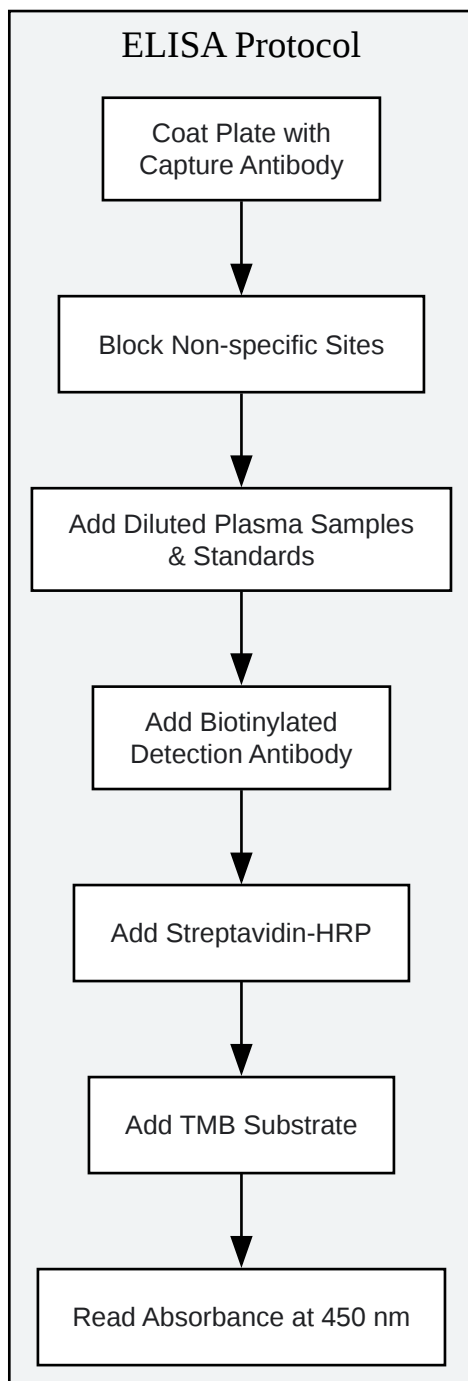 ELISA Protocol
Coat Plate with
Capture Antibody
Block Non-specific Sites
Add Diluted Plasma Samples
& Standards
Add Biotinylated
Detection Antibody
Add Streptavidin-HRP
Add TMB Substrate
Read Absorbance at 450 nm